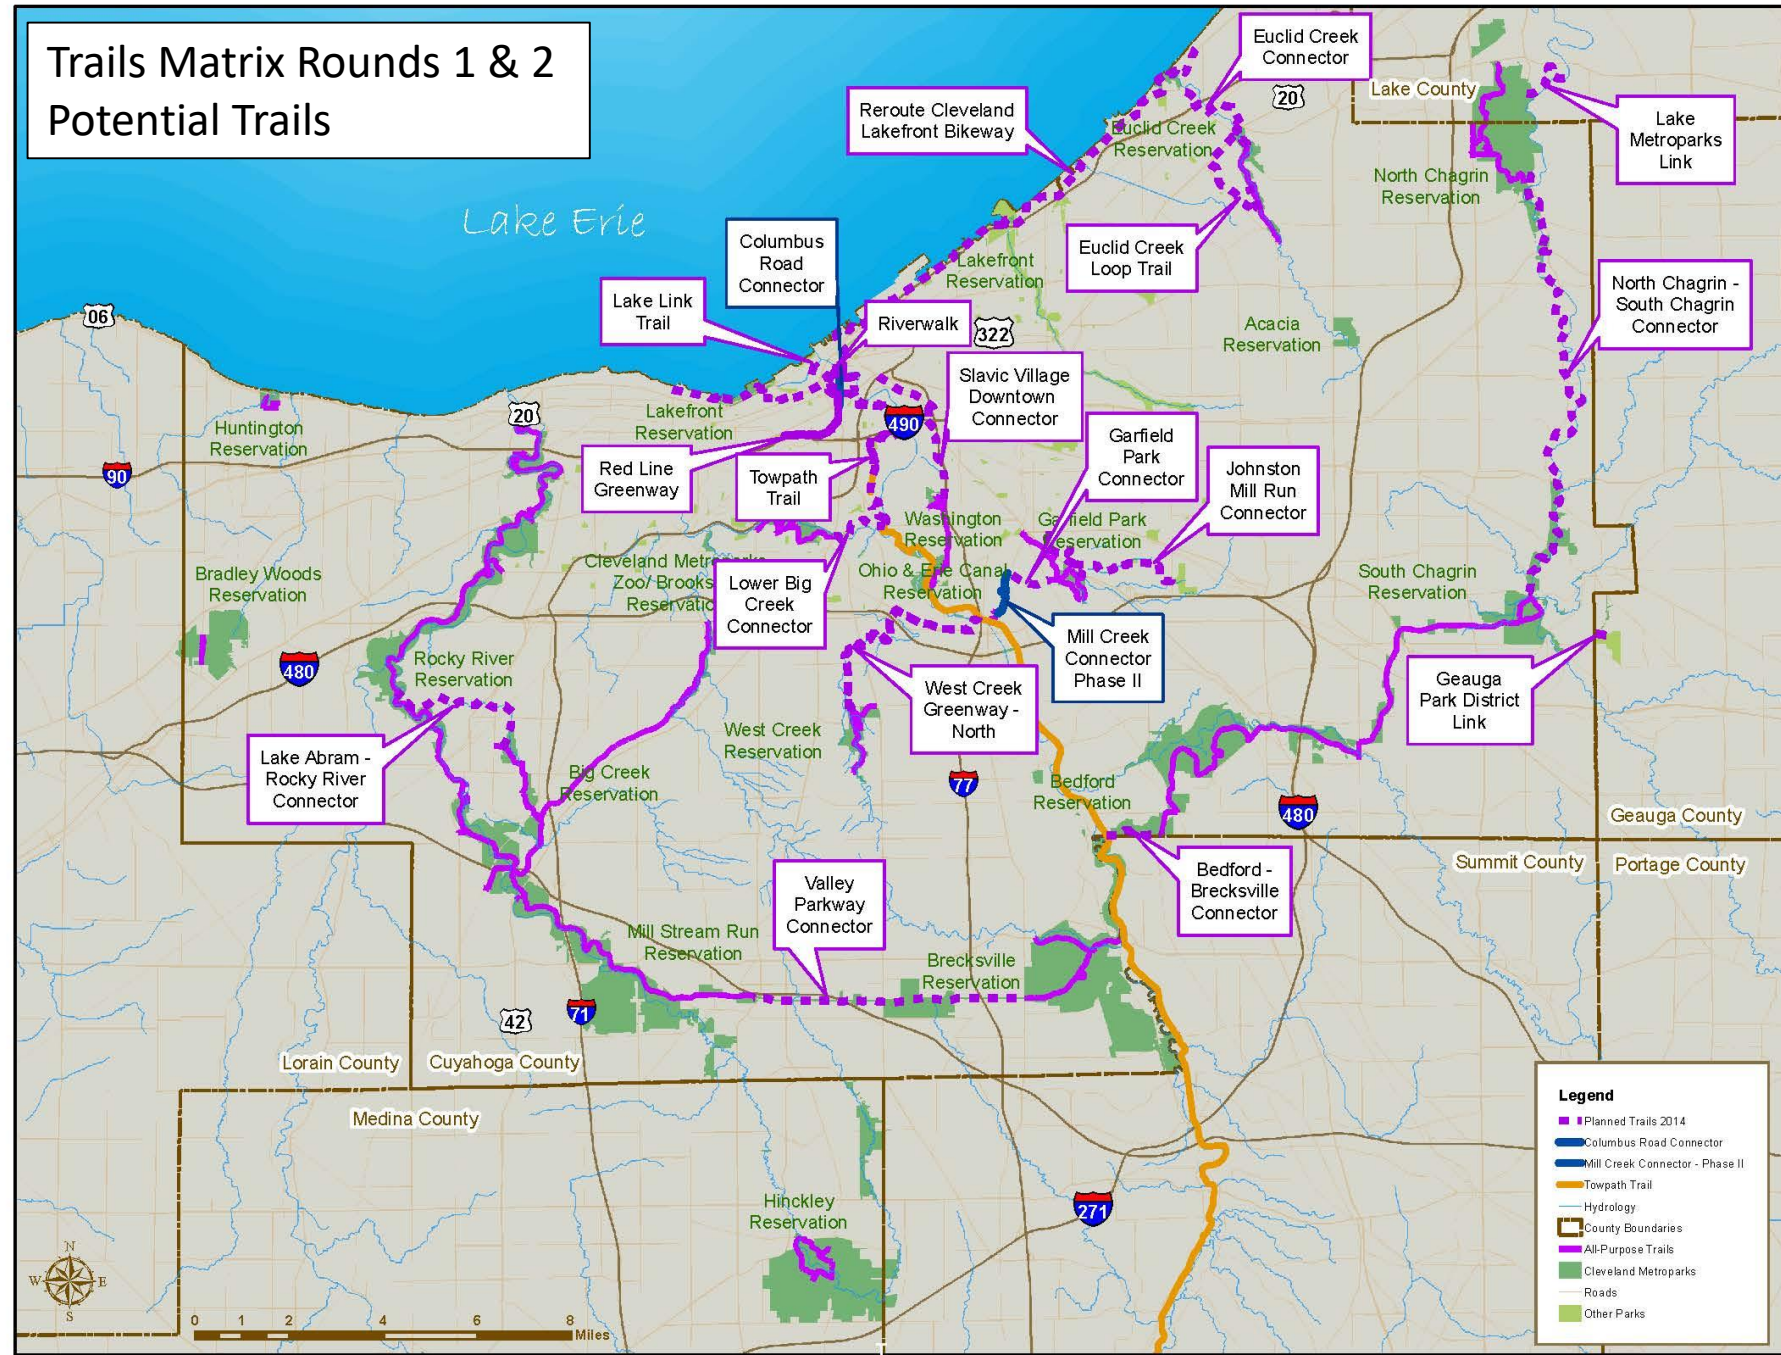 Trails Matrix Rounds 1 & 2
Potential Trails
Euclid Creek
Connector
20
Lake County
Lake
Metroparks
Link
Reroute Cleveland
Lakefront Bikeway
Euclid Creek
Reservation
North Chagrin
Reservation
Lake Erie
Columbus
Road
Connector
Euclid Creek
Loop Trail
Lakefront
Reservation
North Chagrin -
South Chagrin
Connector
Lake Link
Trail
06
Riverwalk
322
Acacia
Reservation
Slavic Village
Downtown
Connector
20
Lakefront
Reservation
490
Huntington
Reservation
Garfield
Park
Connector
Johnston
Mill Run
Connector
90
Red Line
Greenway
Towpath
Trail
Washington
Reservation
Garfield Park
Reservation
Cleveland Metroparks
Zoo/ Brookside
Reservation
Lower Big
Creek
Connector
Ohio & Erie Canal
Reservation
Bradley Woods
Reservation
South Chagrin
Reservation
Mill Creek
Connector
Phase II
480
Rocky River
Reservation
West Creek
Greenway -
North
Geauga
Park District
Link
West Creek
Reservation
Lake Abram -
Rocky River
Connector
Big Creek
Reservation
77
Bedford
Reservation
480
Geauga County
Summit County
Portage County
Bedford -
Brecksville
Connector
Valley
Parkway
Connector
Mill Stream Run
Reservation
Brecksville
Reservation
42
71
Lorain County
Cuyahoga County
Medina County
Hinckley
Reservation
271
N
W
E
S
0 1 2 4 6 8
Miles
Legend
Planned Trails 2014
Columbus Road Connector
Mill Creek Connector - Phase II
Towpath Trail
Hydrology
County Boundaries
All-Purpose Trails
Cleveland Metroparks
Roads
Other Parks